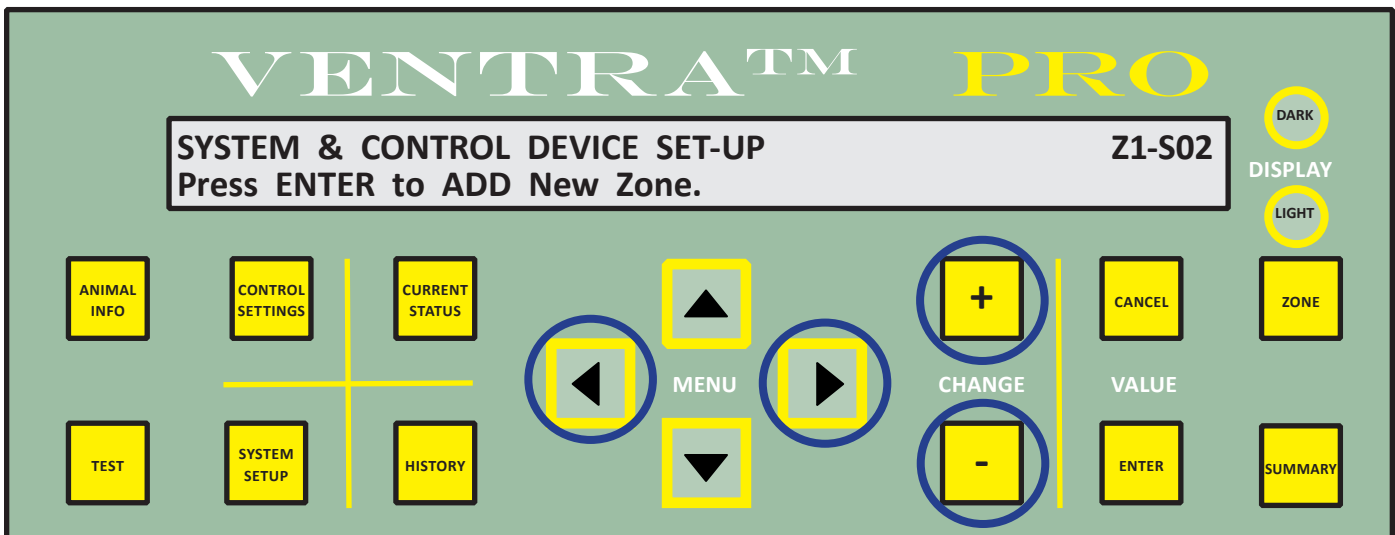 VENTRA™ PRO
SYSTEM & CONTROL DEVICE SET-UP Z1-S02
Press ENTER to ADD New Zone.
DARK
DISPLAY
LIGHT
ANIMAL
INFO
CONTROL
SETTINGS
CURRENT
STATUS
+
CANCEL
ZONE
MENU
CHANGE
VALUE
TEST
SYSTEM
SETUP
HISTORY
-
ENTER
SUMMARY